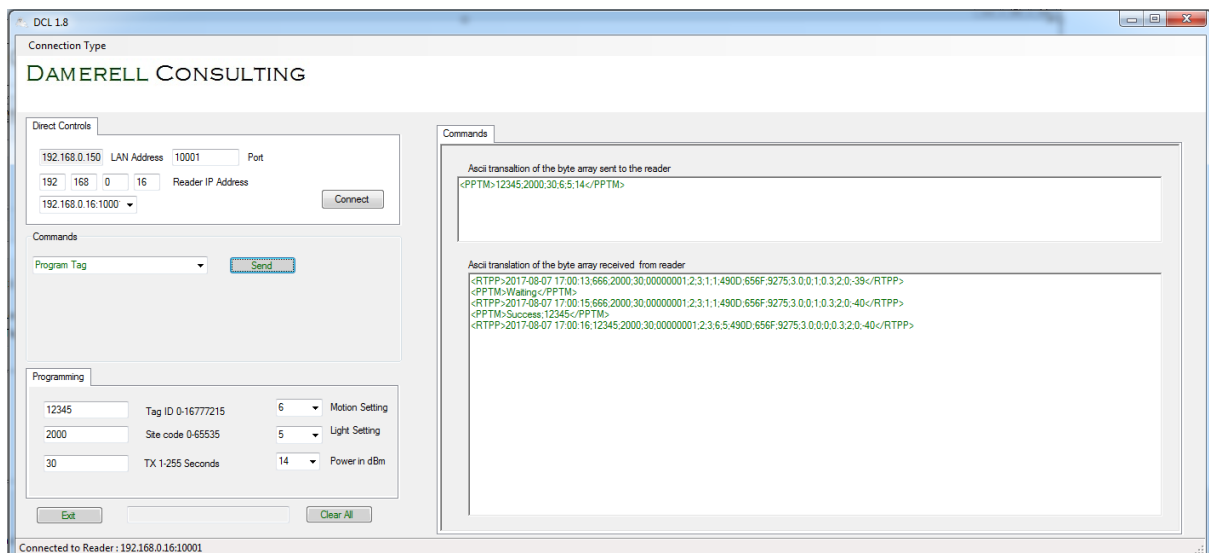 DCL 1.8
Connection Type
DAMERELL CONSULTING
Direct Controls
192.168.0.150 LAN Address 10001 Port
192 168 0 16 Reader IP Address
192.168.0.16:1000
Connect
Commands
Program Tag Send
Programming
12345 Tag ID 0-16777215 6 Motion Setting
2000 Site code 0-65535 5 Light Setting
30 TX 1-255 Seconds 14 Power in dBm
Exit Clear All
Commands
Ascii transaltion of the byte array sent to the reader
<PPTM>12345;2000;30;6;5;14</PPTM>
Ascii translation of the byte array received from reader
<RTPP>2017-08-07 17:00:13;666;2000;30;00000001;2;3;1;1;490D;656F;9275;3.0;0;1;0.3;2;0;-39</RTPP>
<PPTM>Waiting</PPTM>
<RTPP>2017-08-07 17:00:15;666;2000;30;00000001;2;3;1;1;490D;656F;9275;3.0;0;1;0.3;2;0;-40</RTPP>
<PPTM>Success;12345</PPTM>
<RTPP>2017-08-07 17:00:16;12345;2000;30;00000001;2;3;6;5;490D;656F;9275;3.0;0;0;0.3;2;0;-40</RTPP>
Connected to Reader : 192.168.0.16:10001